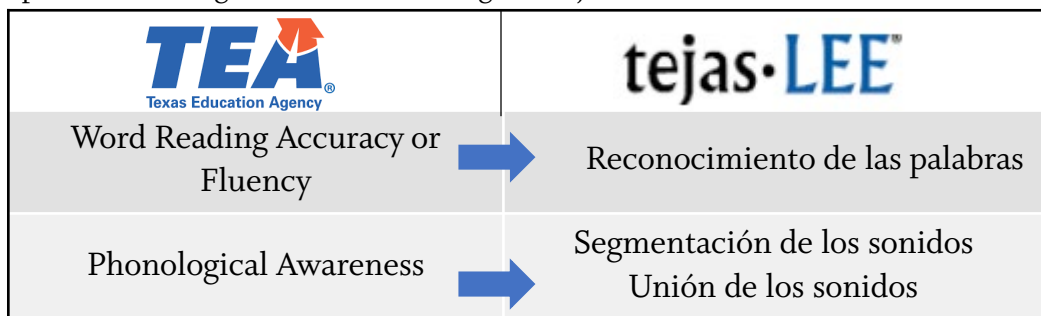 TEA
®
Texas Education Agency
tejas•LEE®
Word Reading Accuracy or
Fluency
Reconocimiento de las palabras
Phonological Awareness
Segmentación de los sonidos
Unión de los sonidos